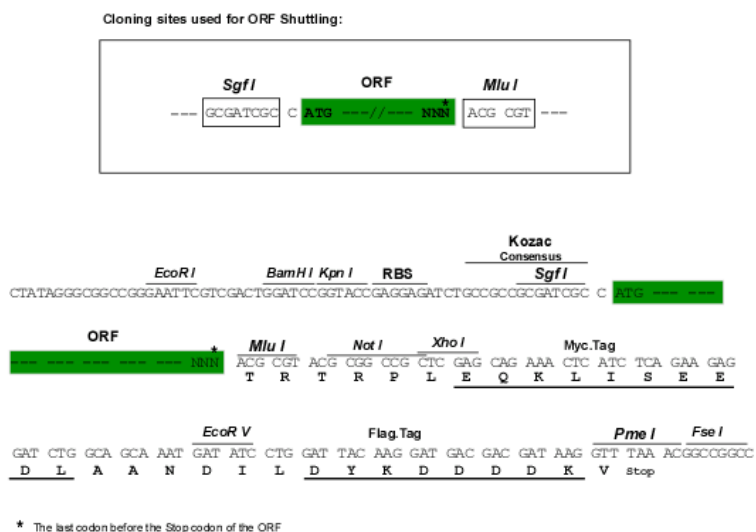 Cloning sites used for ORF Shuttling:
Sgf I ORF Mlu I
--- GCGATCGC C ATG ---//--- NNN* ACG CGT ---
Kozac
Consensus
EcoR I BamH I Kpn I RBS Sgf I
CTATAGGGCGGCCGGGAATTCGTCGACTGGATCCGGTACCGAGGAGATCTGCCGCCGCGATCGC C ATG --- ---
ORF Mlu I Not I Xho I Myc.Tag
--- --- --- --- --- --- NNN* ACG CGT ACG CGG CCG CTC GAG CAG AAA CTC ATC TCA GAA GAG
T R T R P L E Q K L I S E E
EcoR V Flag.Tag Pme I Fse I
GAT CTG GCA GCA AAT GAT ATC CTG GAT TAC AAG GAT GAC GAC GAT AAG GTT TAA ACGGCCGGCC
D L A A N D I L D Y K D D D D K V Stop
* The last codon before the Stop codon of the ORF